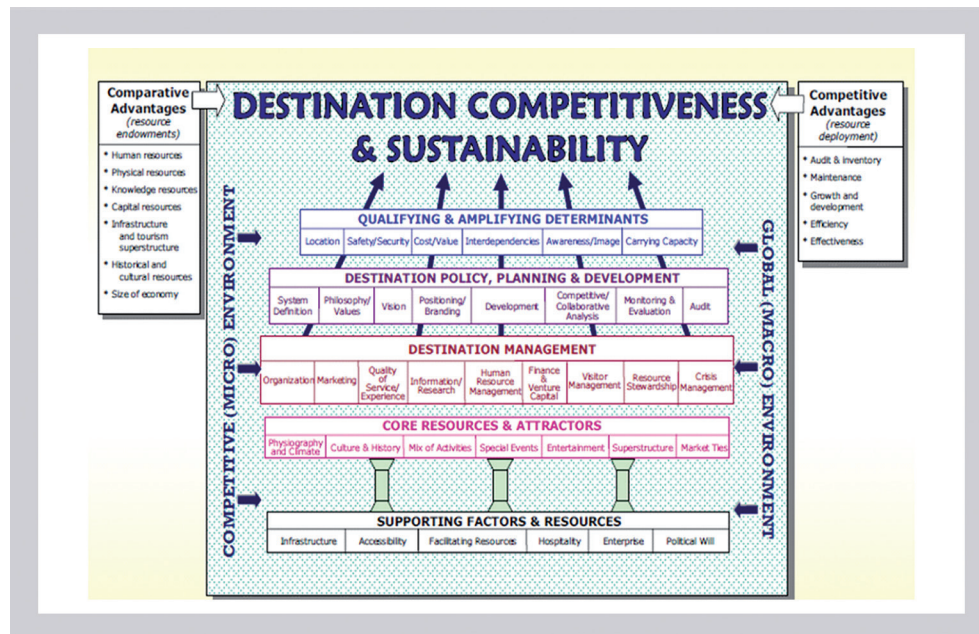 Comparative
Advantages
(resource
endowments)
* Human resources
* Physical resources
* Knowledge resources
* Capital resources
* Infrastructure
and tourism
superstructure
* Historical and
cultural resources
* Size of economy
DESTINATION COMPETITIVENESS
& SUSTAINABILITY
Competitive
Advantages
(resource
deployment)
* Audit & inventory
* Maintenance
* Growth and
development
* Efficiency
* Effectiveness
COMPETITIVE (MICRO) ENVIRONMENT
GLOBAL (MACRO) ENVIRONMENT
QUALIFYING & AMPLIFYING DETERMINANTS
Location Safety/Security Cost/Value Interdependencies Awareness/Image Carrying Capacity
DESTINATION POLICY, PLANNING & DEVELOPMENT
System
Definition
Philosophy/
Values
Vision
Positioning/
Branding
Development
Competitive/
Collaborative
Analysis
Monitoring &
Evaluation
Audit
DESTINATION MANAGEMENT
Organization
Marketing
Quality
of
Service/
Experience
Information/
Research
Human
Resource
Management
Finance
&
Venture
Capital
Visitor
Management
Resource
Stewardship
Crisis
Management
CORE RESOURCES & ATTRACTORS
Physiography
and Climate
Culture & History
Mix of Activities
Special Events
Entertainment
Superstructure
Market Ties
SUPPORTING FACTORS & RESOURCES
Infrastructure Accessibility Facilitating Resources Hospitality Enterprise Political Will